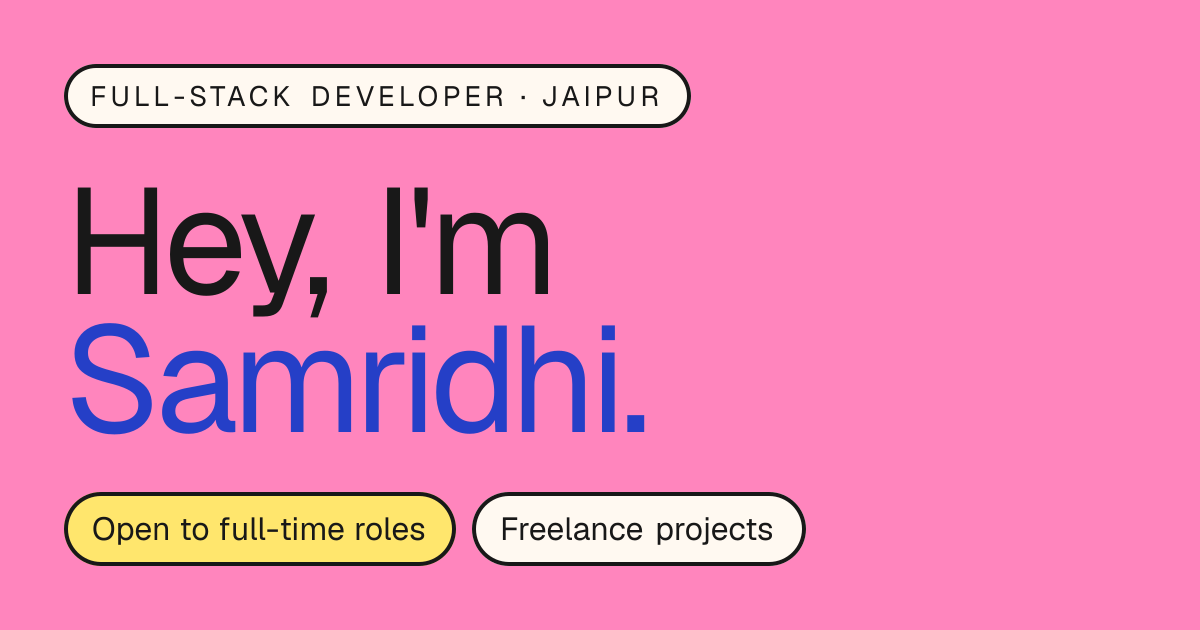 FULL-STACK DEVELOPER · JAIPUR
Hey, I'm
Samridhi.
Open to full-time roles
Freelance projects